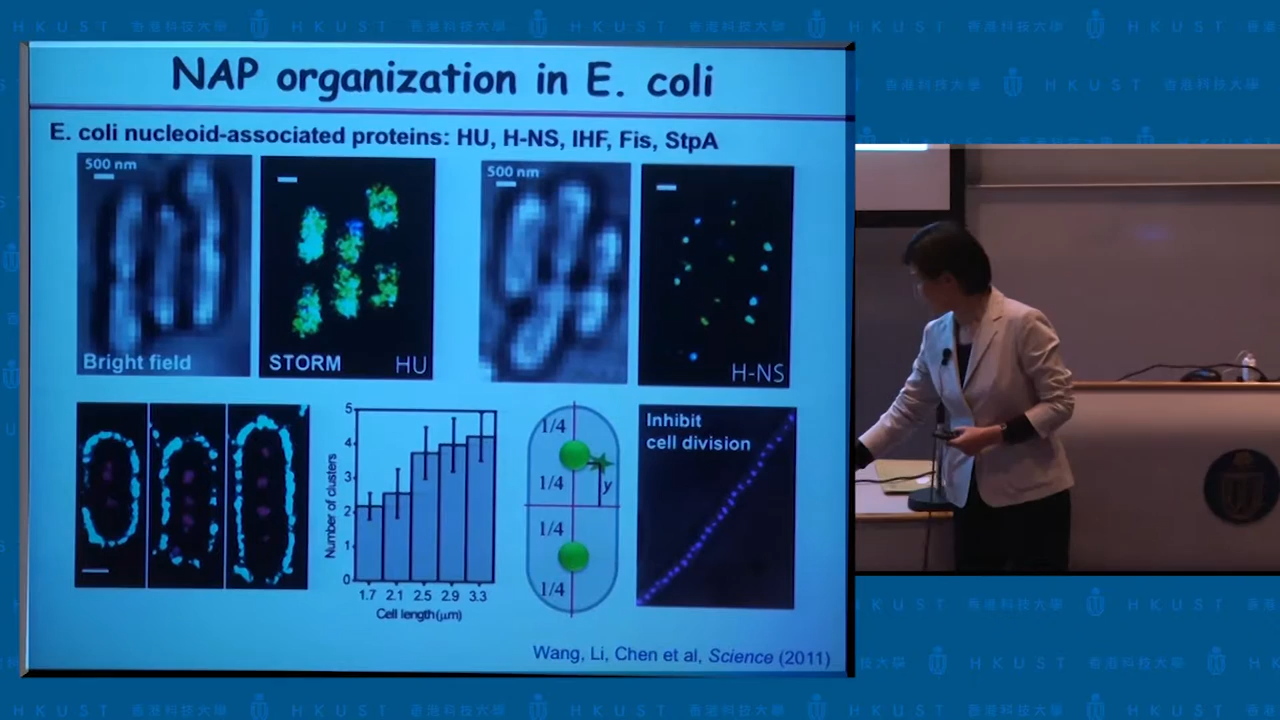 NAP organization in E. coli
E. coli nucleoid-associated proteins: HU, H-NS, IHF, Fis, StpA
500 nm
Bright field
STORM
HU
500 nm
H-NS
Number of clusters
5
4
3
2
1
0
1.7 2.1 2.5 2.9 3.3
Cell length(μm)
1/4
1/4
y
1/4
1/4
Inhibit
cell division
Wang, Li, Chen et al, Science (2011)
HKUST 香港科技大學